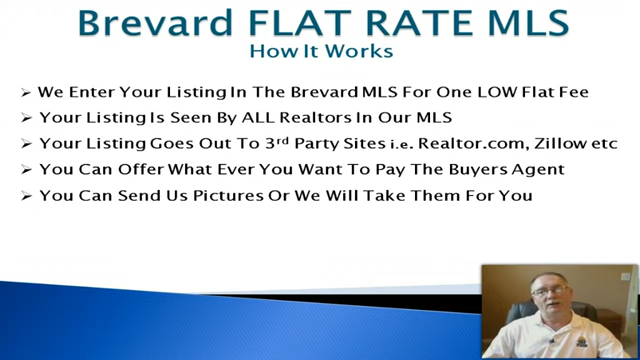 Brevard FLAT RATE MLS
How It Works
➢ We Enter Your Listing In The Brevard MLS For One LOW Flat Fee
➢ Your Listing Is Seen By ALL Realtors In Our MLS
➢ Your Listing Goes Out To 3rd Party Sites i.e. Realtor.com, Zillow etc
➢ You Can Offer What Ever You Want To Pay The Buyers Agent
➢ You Can Send Us Pictures Or We Will Take Them For You